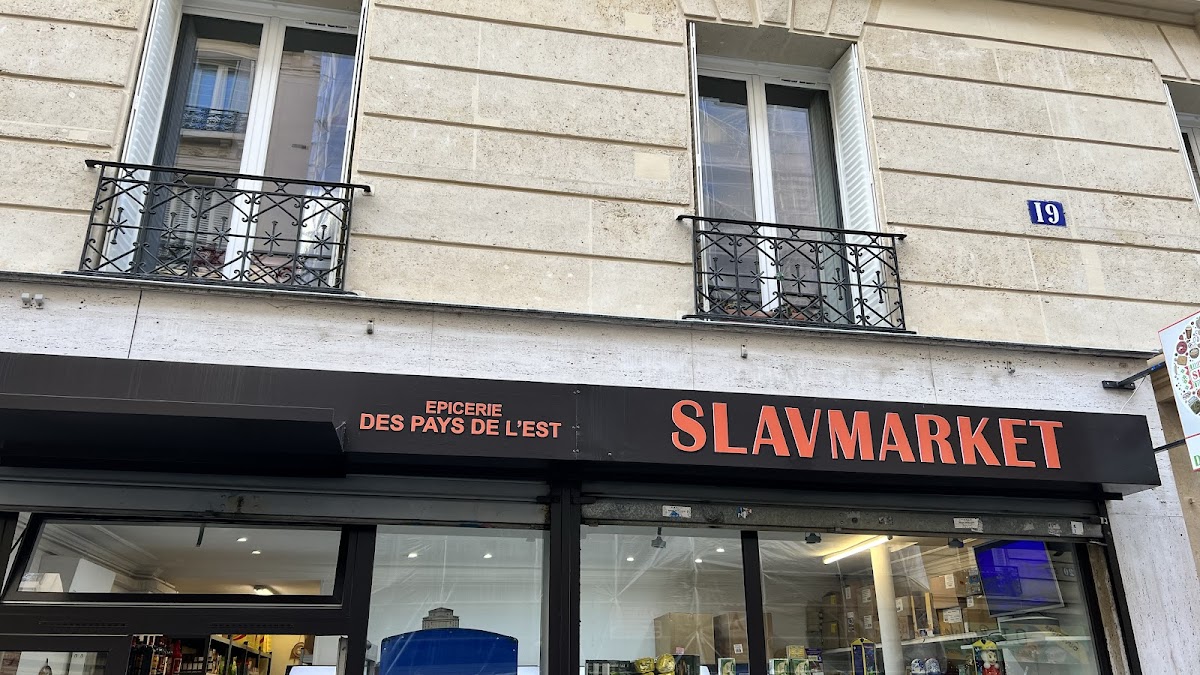 19
EPICERIE
DES PAYS DE L'EST
SLAVMARKET